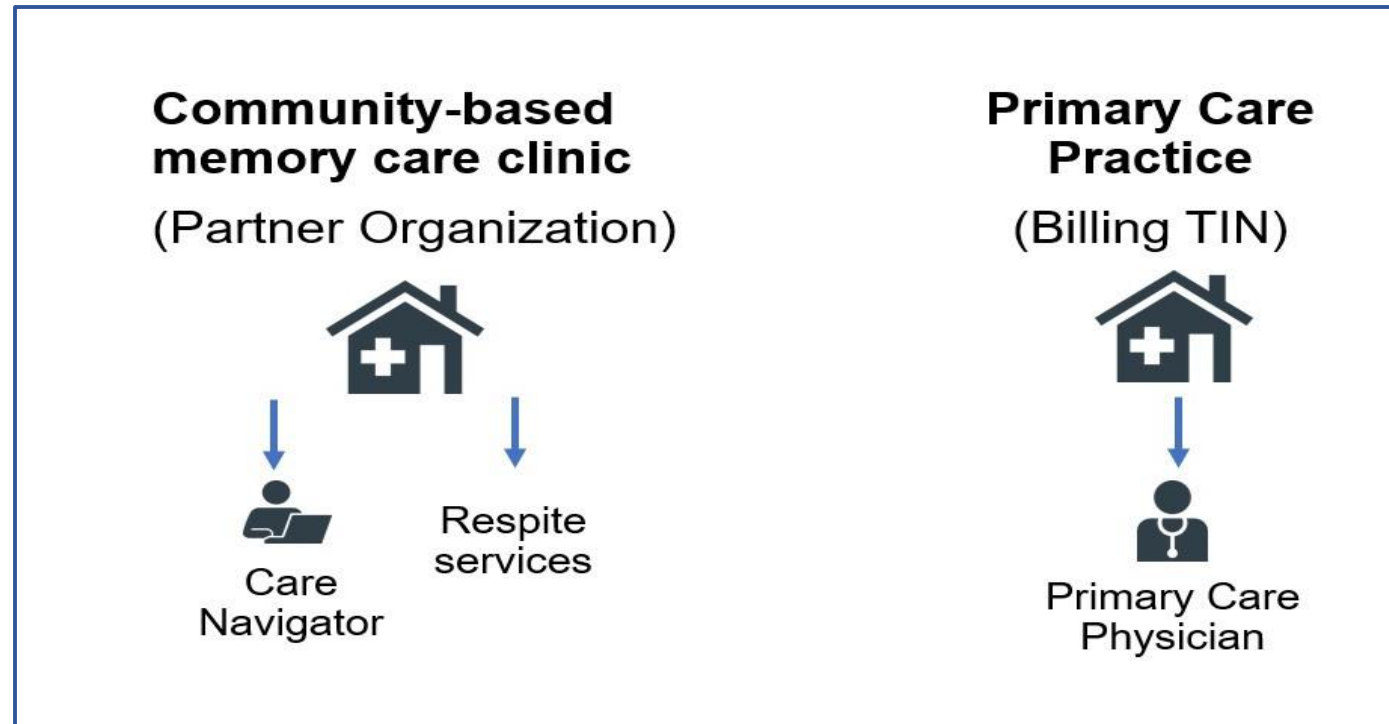 Community-based
memory care clinic
(Partner Organization)
Care
Navigator
Respite
services
Primary Care
Practice
(Billing TIN)
Primary Care
Physician